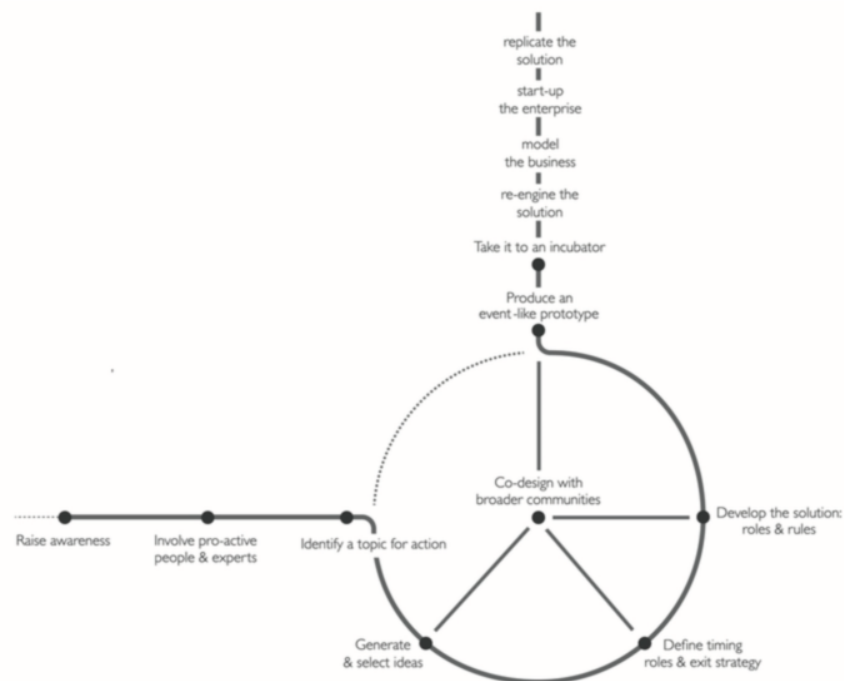 replicate the
solution
start-up
the enterprise
model
the business
re-engine the
solution
Take it to an incubator
Produce an
event-like prototype
Co-design with
broader communities
Develop the solution:
roles & rules
Raise awareness
Involve pro-active
people & experts
Identify a topic for action
Generate
& select ideas
Define timing
roles & exit strategy